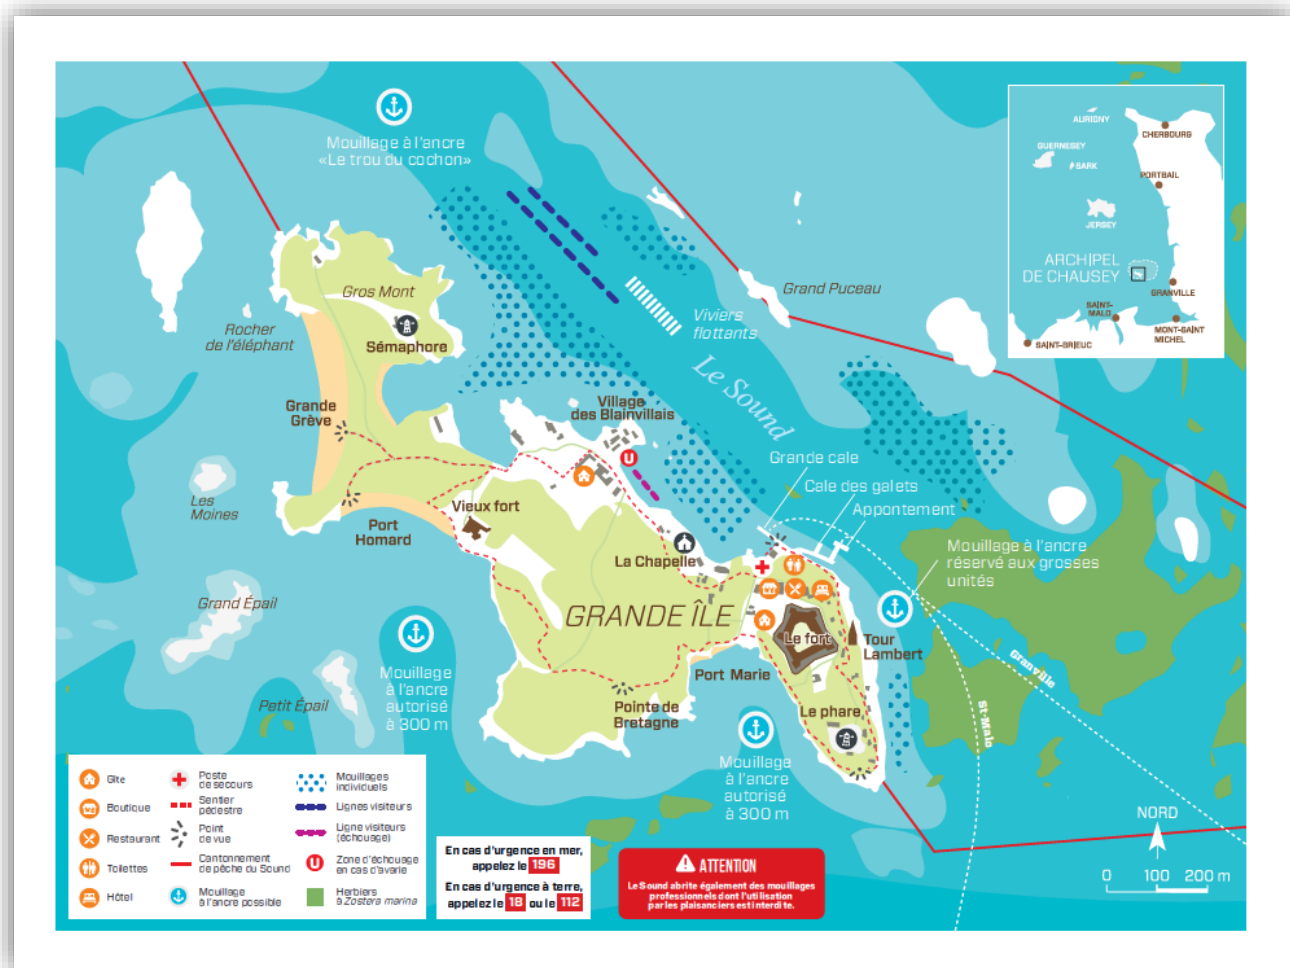 Mouillage à l'ancre
«Le trou du cochon»
AURIGNY
CHERBOURG
GUERNESEY
SARK
PORTBAIL
JERSEY
ARCHIPEL
DE CHAUSEY
GRANVILLE
SAINT-
MALO
MONT-SAINT
MICHEL
SAINT-BRIEUC
Gros Mont
Sémaphore
Rocher
de l'éléphant
Grand Puceau
Viviers
flottants
Le Sound
Grande
Grève
Village
des Blainvillais
U
Grande cale
Cale des galets
Appontement
Les
Moines
Port
Homard
Vieux fort
La Chapelle
Mouillage à l'ancre
réservé aux grosses
unités
Grand Épail
GRANDE ÎLE
Le fort
Tour
Lambert
Granville
St-Malo
Mouillage
à l'ancre
autorisé
à 300 m
Petit Épail
Port Marie
Pointe de
Bretagne
Le phare
Mouillage
à l'ancre
autorisé
à 300 m
Gîte
Boutique
Restaurant
Toilettes
Hôtel
Poste
de secours
Sentier
pédestre
Point
de vue
Cantonnement
de pêche du Sound
Mouillage
à l'ancre possible
Mouillages
individuels
Lignes visiteurs
Ligne visiteurs
(échouage)
U
Zone d'échouage
en cas d'avarie
Herbiers
à Zostera marina
En cas d'urgence en mer,
appelez le 196
En cas d'urgence à terre,
appelez le 18 ou le 112
ATTENTION
Le Sound abrite également des mouillages
professionnels dont l'utilisation
par les plaisanciers est interdite.
NORD
0 100 200 m